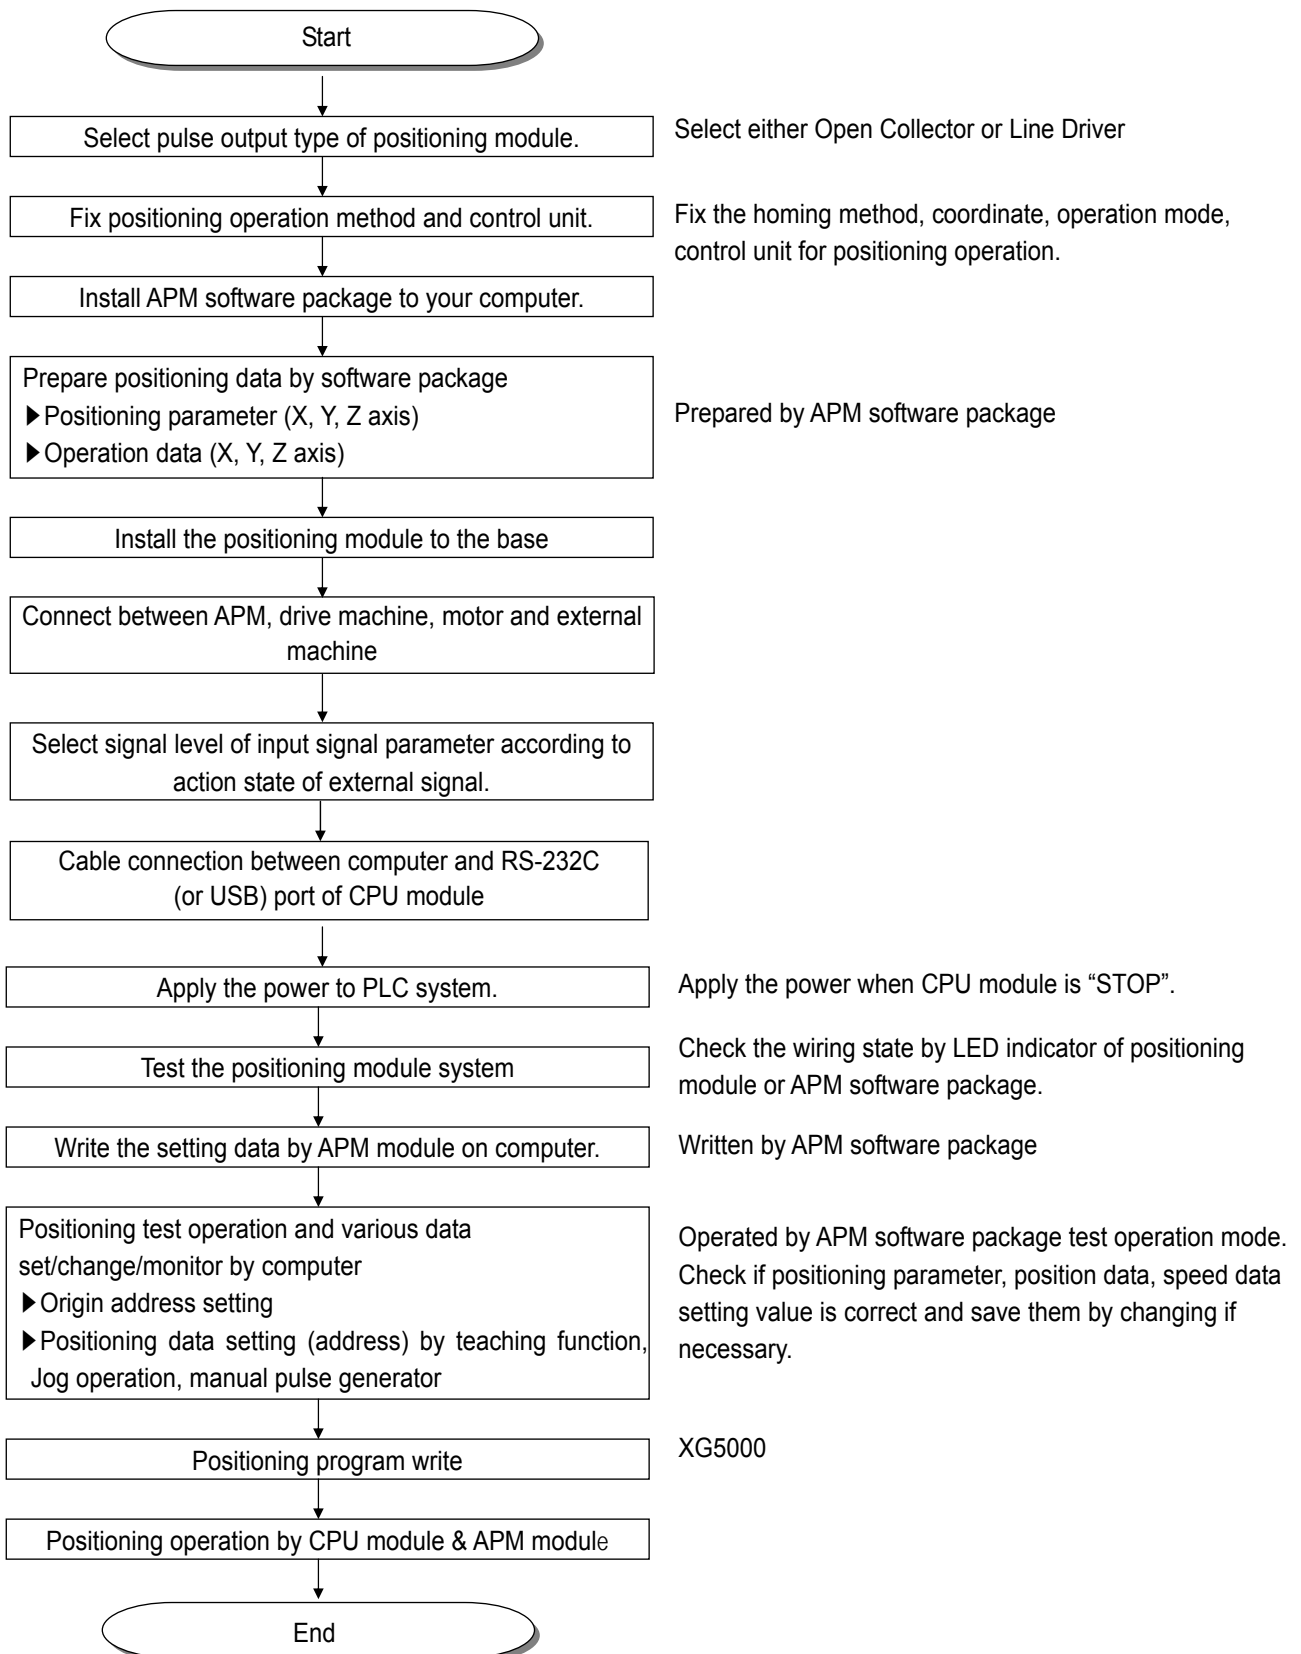 Start
Select pulse output type of positioning module.
Select either Open Collector or Line Driver
Fix positioning operation method and control unit.
Fix the homing method, coordinate, operation mode,
control unit for positioning operation.
Install APM software package to your computer.
Prepare positioning data by software package
▶Positioning parameter (X, Y, Z axis)
▶Operation data (X, Y, Z axis)
Prepared by APM software package
Install the positioning module to the base
Connect between APM, drive machine, motor and external
machine
Select signal level of input signal parameter according to
action state of external signal.
Cable connection between computer and RS-232C
(or USB) port of CPU module
Apply the power to PLC system.
Apply the power when CPU module is “STOP”.
Test the positioning module system
Check the wiring state by LED indicator of positioning
module or APM software package.
Write the setting data by APM module on computer.
Written by APM software package
Positioning test operation and various data
set/change/monitor by computer
▶Origin address setting
▶Positioning data setting (address) by teaching function,
Jog operation, manual pulse generator
Operated by APM software package test operation mode.
Check if positioning parameter, position data, speed data
setting value is correct and save them by changing if
necessary.
Positioning program write
XG5000
Positioning operation by CPU module & APM module
End